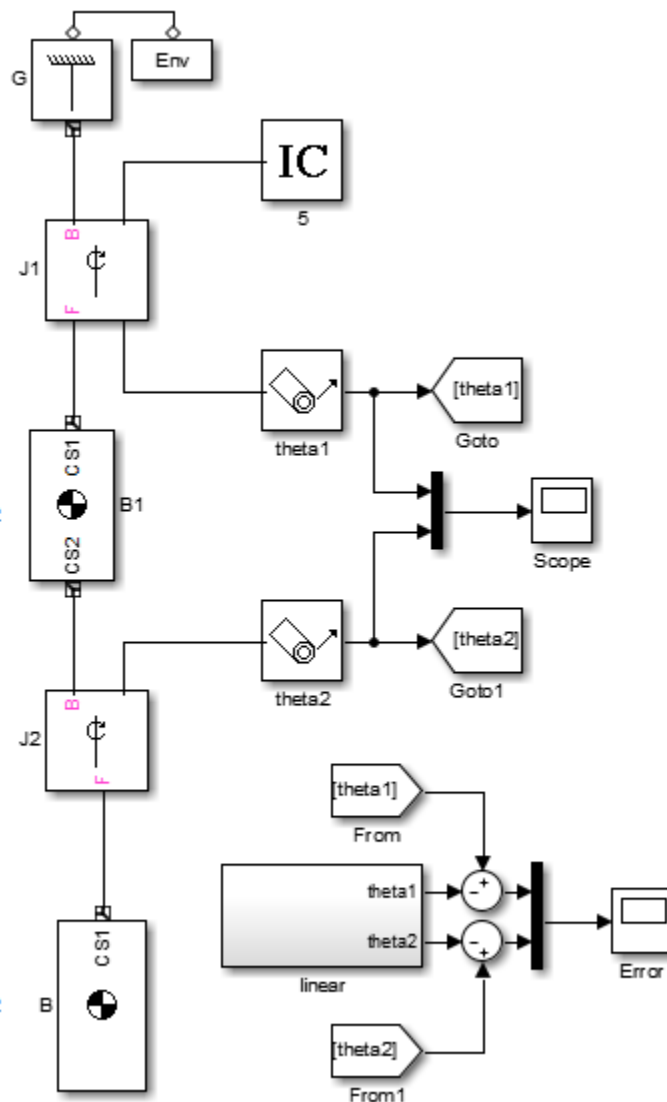 Env
G
IC
5
B
J1
F
CS1
theta1
[theta1]
Goto
B1
CS2
Scope
theta2
[theta2]
Goto1
B
J2
F
[theta1]
From
CS1
theta1
theta2
linear
Error
B
[theta2]
From1